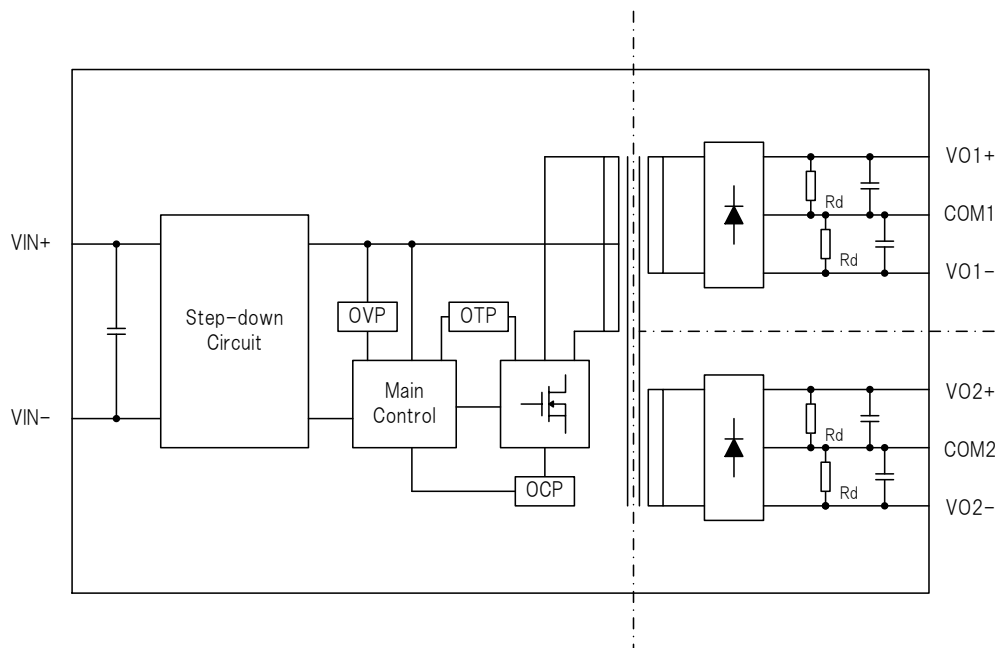 VO1+
Rd
COM1
VIN+
Rd
VO1-
Step-down
Circuit
OVP
OTP
Main
Control
VO2+
VIN-
Rd
COM2
OCP
Rd
VO2-